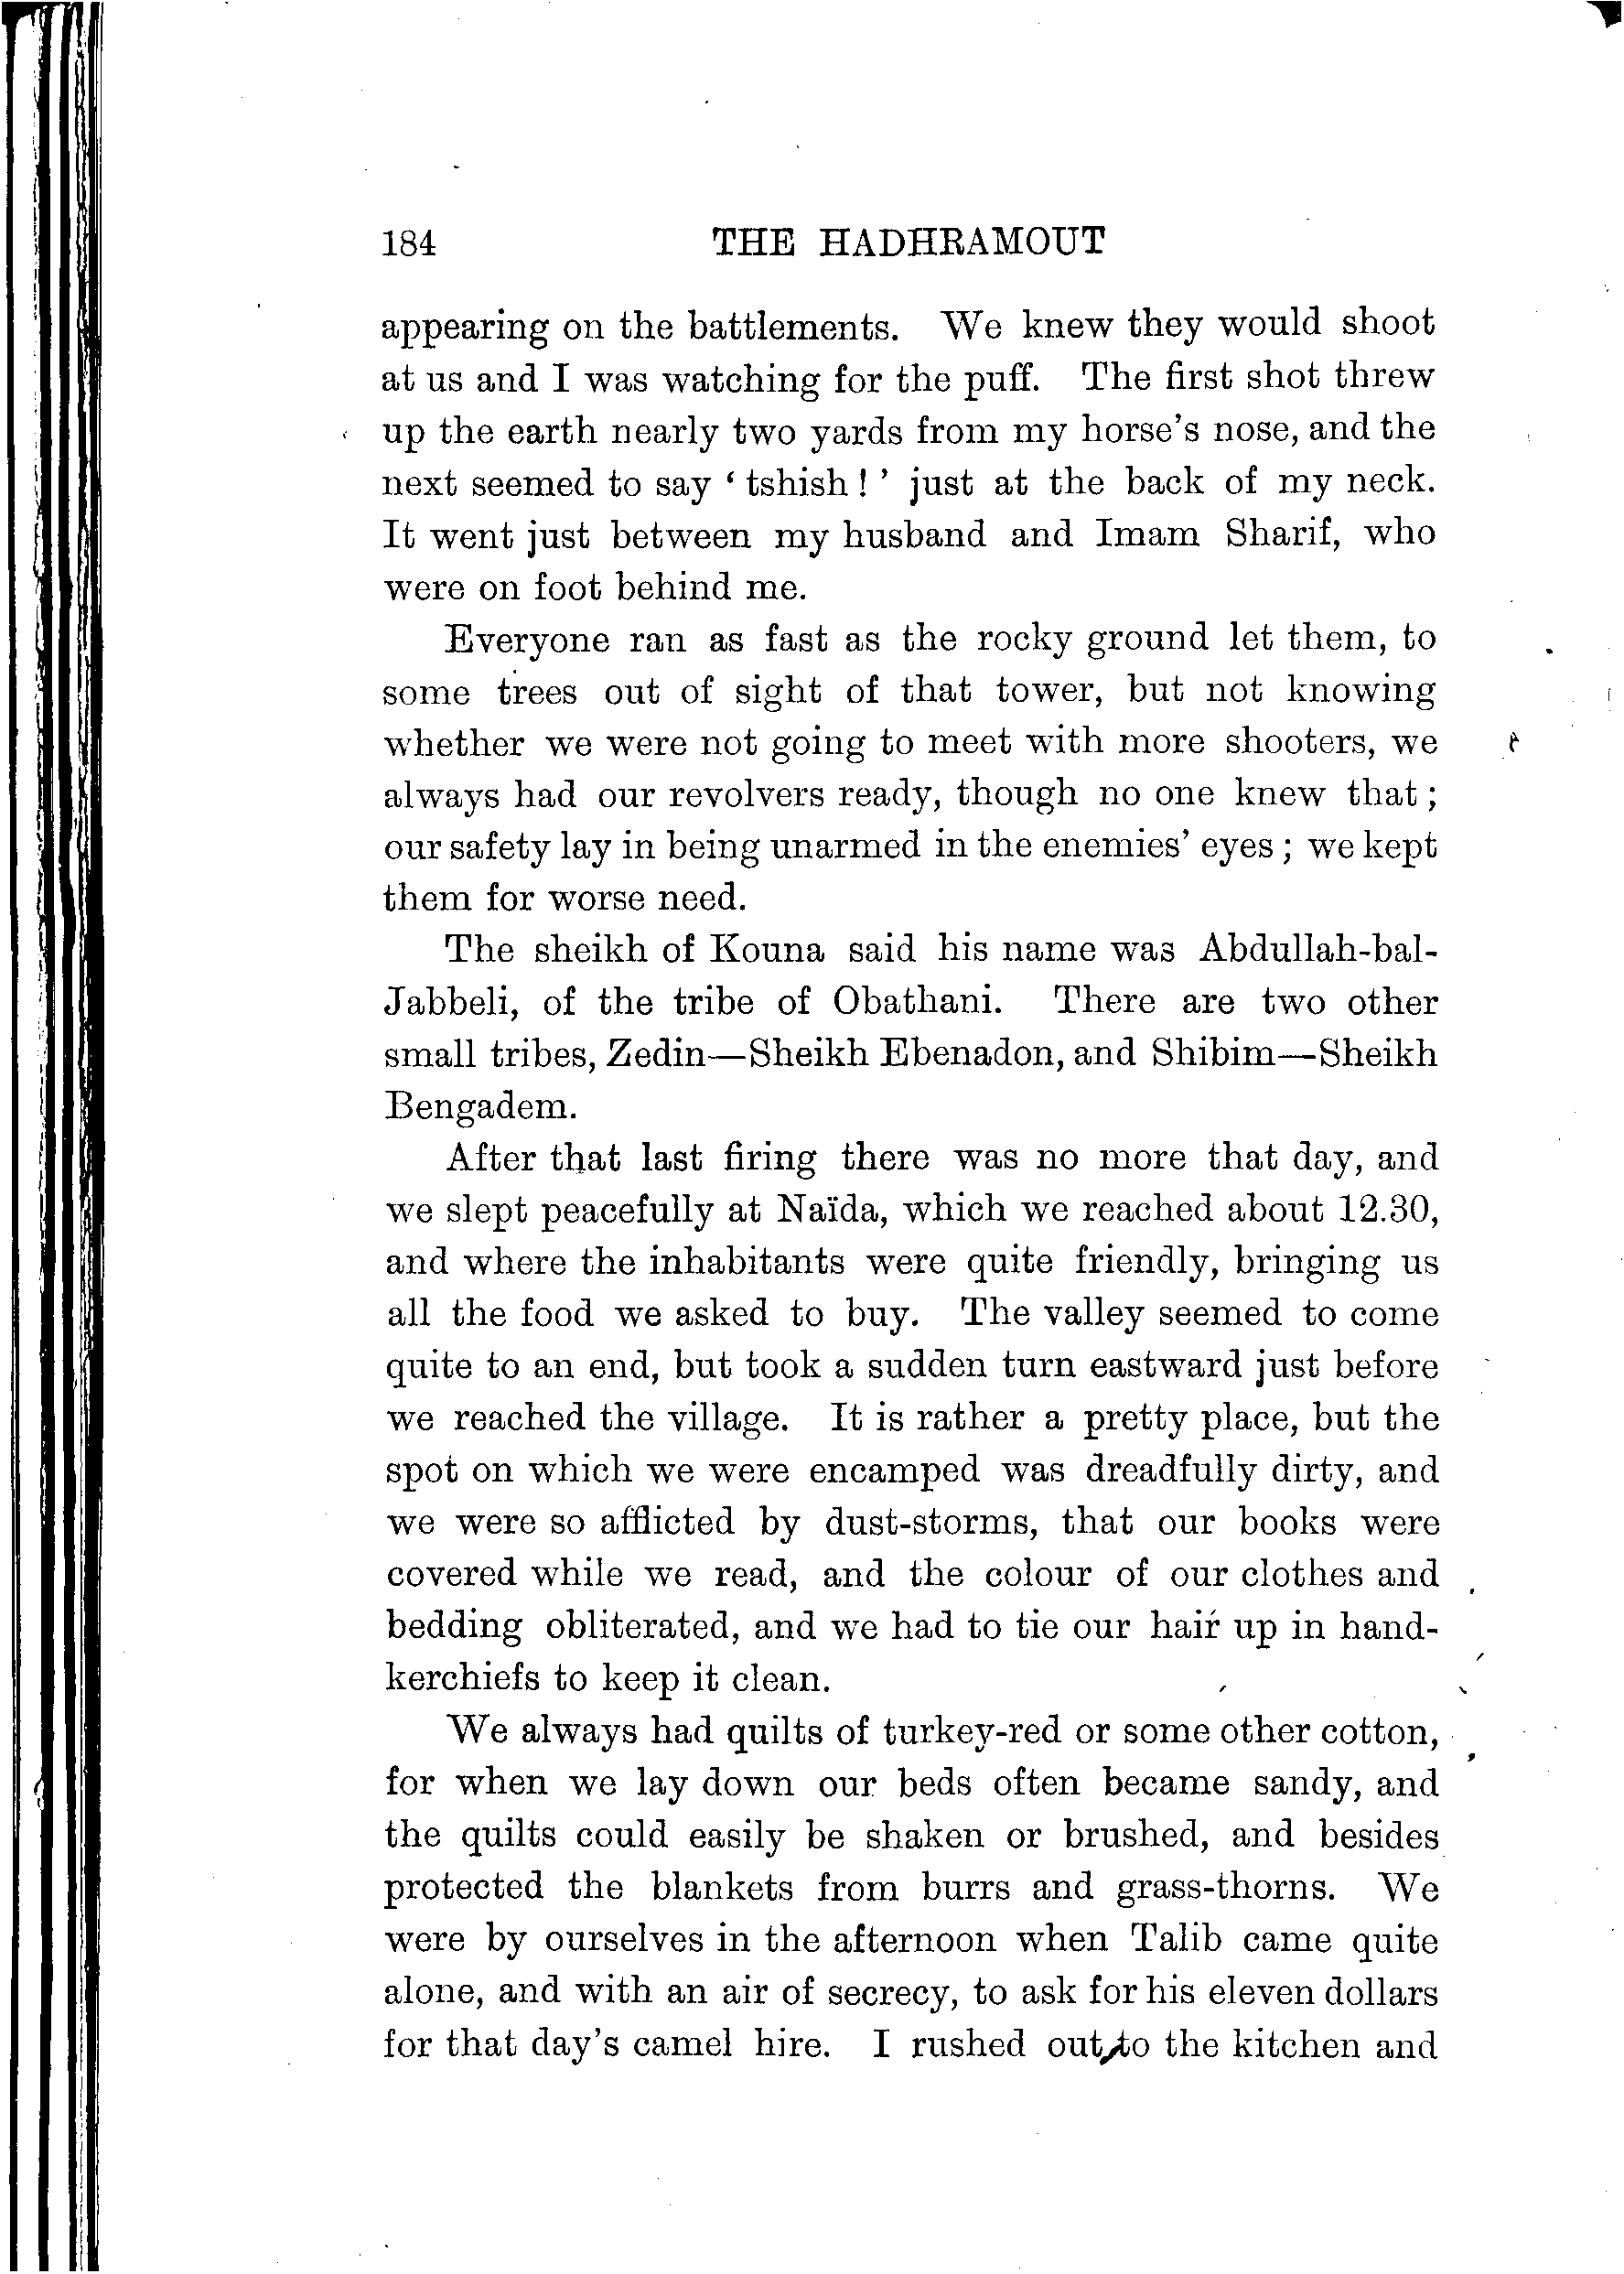 184 THE HADHRAMOUT
appearing on the battlements. We knew they would shoot
at us and I was watching for the puff. The first shot threw
up the earth nearly two yards from my horse's nose, and the
next seemed to say ‘ tshish ! ’ just at the back of my neck.
It went just between my husband and Imam Sharif, who
were on foot behind me.
Everyone ran as fast as the rocky ground let them, to
some trees out of sight of that tower, but not knowing
whether we were not going to meet with more shooters, we
always had our revolvers ready, though no one knew that ;
our safety lay in being unarmed in the enemies' eyes ; we kept
them for worse need.
The sheikh of Kouna said his name was Abdullah-bal-
Jabbeli, of the tribe of Obathani. There are two other
small tribes, Zedin—Sheikh Ebenadon, and Shibim—Sheikh
Bengadem.
After that last firing there was no more that day, and
we slept peacefully at Naïda, which we reached about 12.30,
and where the inhabitants were quite friendly, bringing us
all the food we asked to buy. The valley seemed to come
quite to an end, but took a sudden turn eastward just before
we reached the village. It is rather a pretty place, but the
spot on which we were encamped was dreadfully dirty, and
we were so afflicted by dust-storms, that our books were
covered while we read, and the colour of our clothes and
bedding obliterated, and we had to tie our hair up in hand-
kerchiefs to keep it clean.
We always had quilts of turkey-red or some other cotton,
for when we lay down our beds often became sandy, and
the quilts could easily be shaken or brushed, and besides
protected the blankets from burrs and grass-thorns. We
were by ourselves in the afternoon when Talib came quite
alone, and with an air of secrecy, to ask for his eleven dollars
for that day's camel hire. I rushed out to the kitchen and